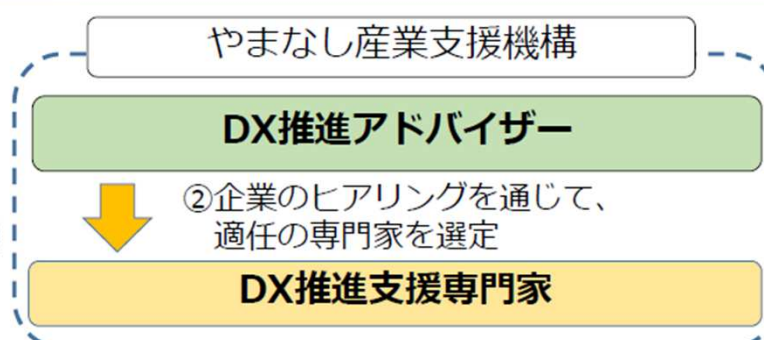 やまなし産業支援機構
DX推進アドバイザー
②企業のヒアリングを通じて、
適任の専門家を選定
DX推進支援専門家